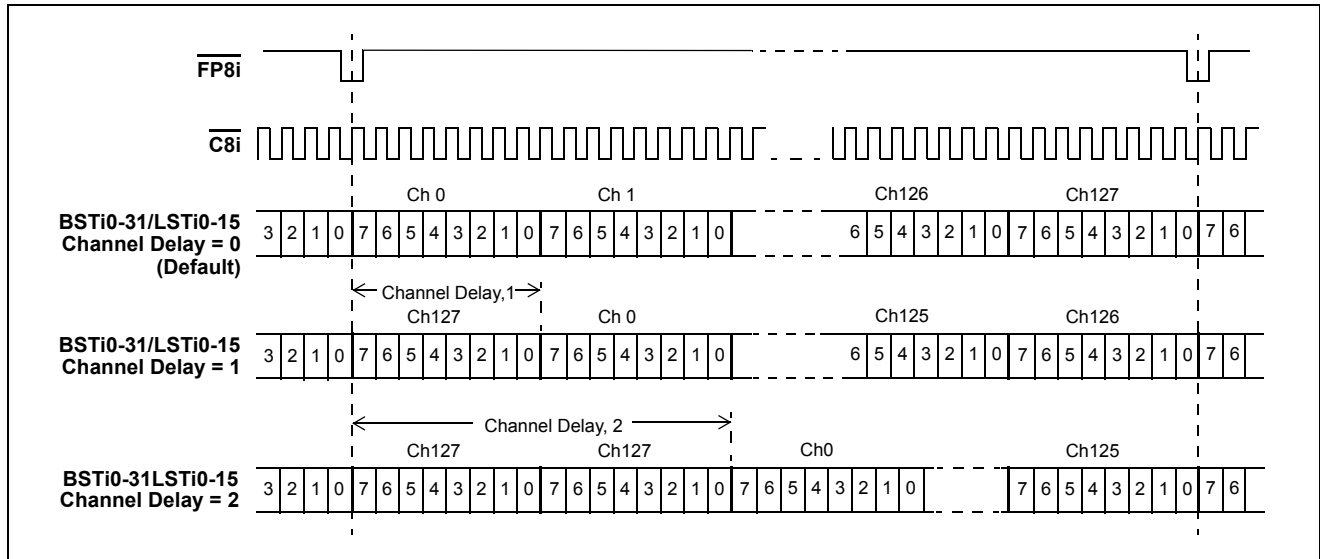 FP8i
C8i
Ch 0 Ch 1 Ch126 Ch127
BSTi0-31/LSTi0-15
Channel Delay = 0
(Default)
3 2 1 0 7 6 5 4 3 2 1 0 7 6 5 4 3 2 1 0 6 5 4 3 2 1 0 7 6 5 4 3 2 1 0 7 6
Channel Delay,1
Ch127 Ch 0 Ch125 Ch126
BSTi0-31/LSTi0-15
Channel Delay = 1
3 2 1 0 7 6 5 4 3 2 1 0 7 6 5 4 3 2 1 0 6 5 4 3 2 1 0 7 6 5 4 3 2 1 0 7 6
Channel Delay, 2
Ch127 Ch127 Ch0 Ch125
BSTi0-31LSTi0-15
Channel Delay = 2
3 2 1 0 7 6 5 4 3 2 1 0 7 6 5 4 3 2 1 0 7 6 5 4 3 2 1 0 7 6 5 4 3 2 1 0 7 6